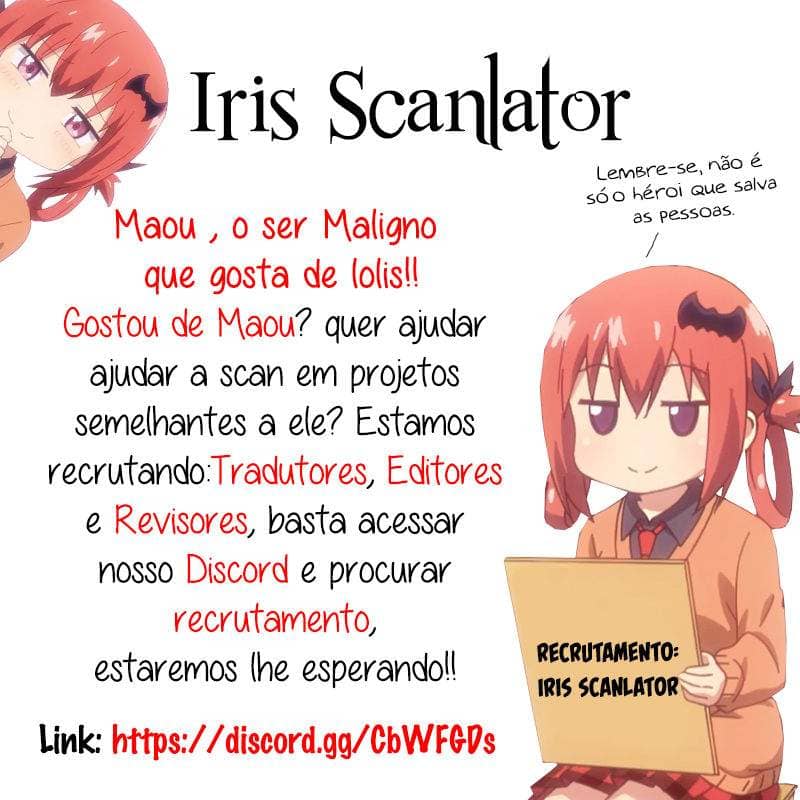 Iris Scanlator
Lembre-se, não é
só o héroi que salva
as pessoas.
Maou , o ser Maligno
que gosta de lolis!!
Gostou de Maou? quer ajudar
ajudar a scan em projetos
semelhantes a ele? Estamos
recrutando:Tradutores, Editores
e Revisores, basta acessar
nosso Discord e procurar
recrutamento,
estaremos lhe esperando!!
RECRUTAMENTO:
IRIS SCANLATOR
Link: https://discord.gg/CbWFGDs